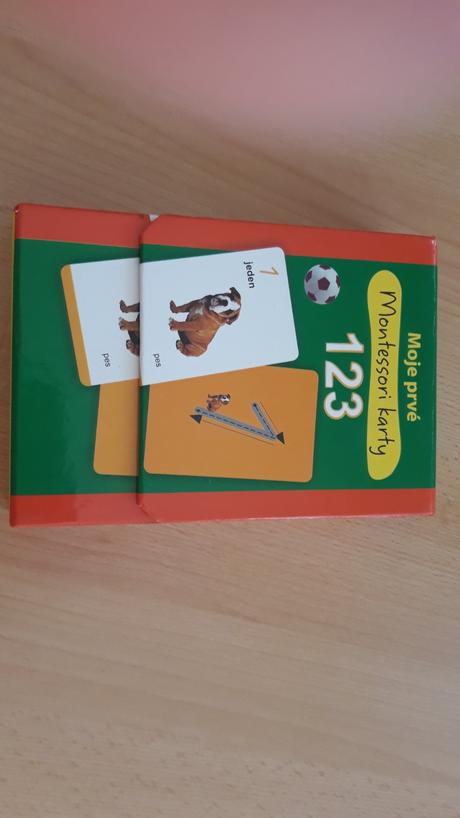 Moje prvé
Montessori karty
123
1
jeden
pes
pes